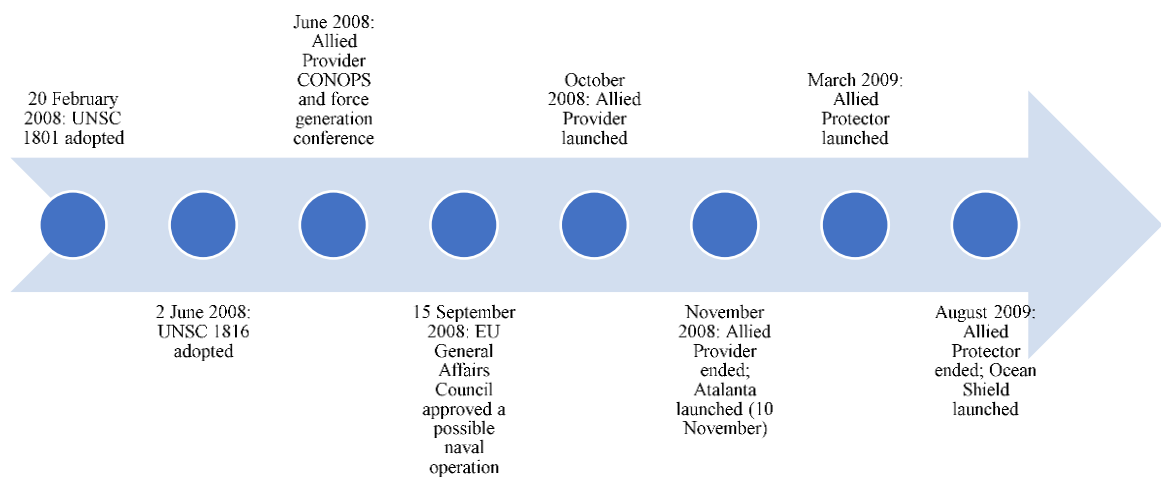 20 February
2008: UNSC
1801 adopted
2 June 2008:
UNSC 1816
adopted
June 2008:
Allied
Provider
CONOPS
and force
generation
conference
15 September
2008: EU
General
Affairs
Council
approved a
possible
naval
operation
October
2008: Allied
Provider
launched
November
2008: Allied
Provider
ended;
Atalanta
launched (10
November)
March 2009:
Allied
Protector
launched
August 2009:
Allied
Protector
ended; Ocean
Shield
launched